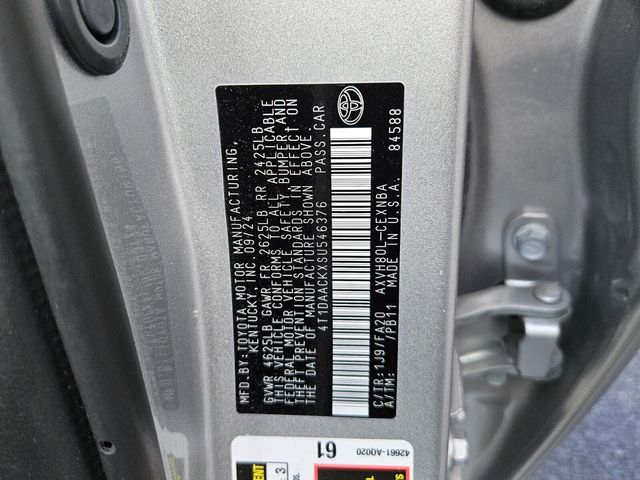 MFD.BY:TOYOTA MOTOR MANUFACTURING,
KENTUCKY, INC. 09/24
GVWR 4625LB GAWR FR 2625LB RR 2425LB
THIS VEHICLE CONFORMS TO ALL APPLICABLE
FEDERAL MOTOR VEHICLE SAFETY, BUMPER AND
THEFT PREVENTION STANDARDS IN EFFECT ON
THE DATE OF MANUFACTURE SHOWN ABOVE.
4T1DAACKXSU546376 PASS.CAR
C/TR:1J9/FA20 AXVH80L-CEXNBA
A/TM: /PB11 MADE IN U.S.A. 84588
61
42661-A0020